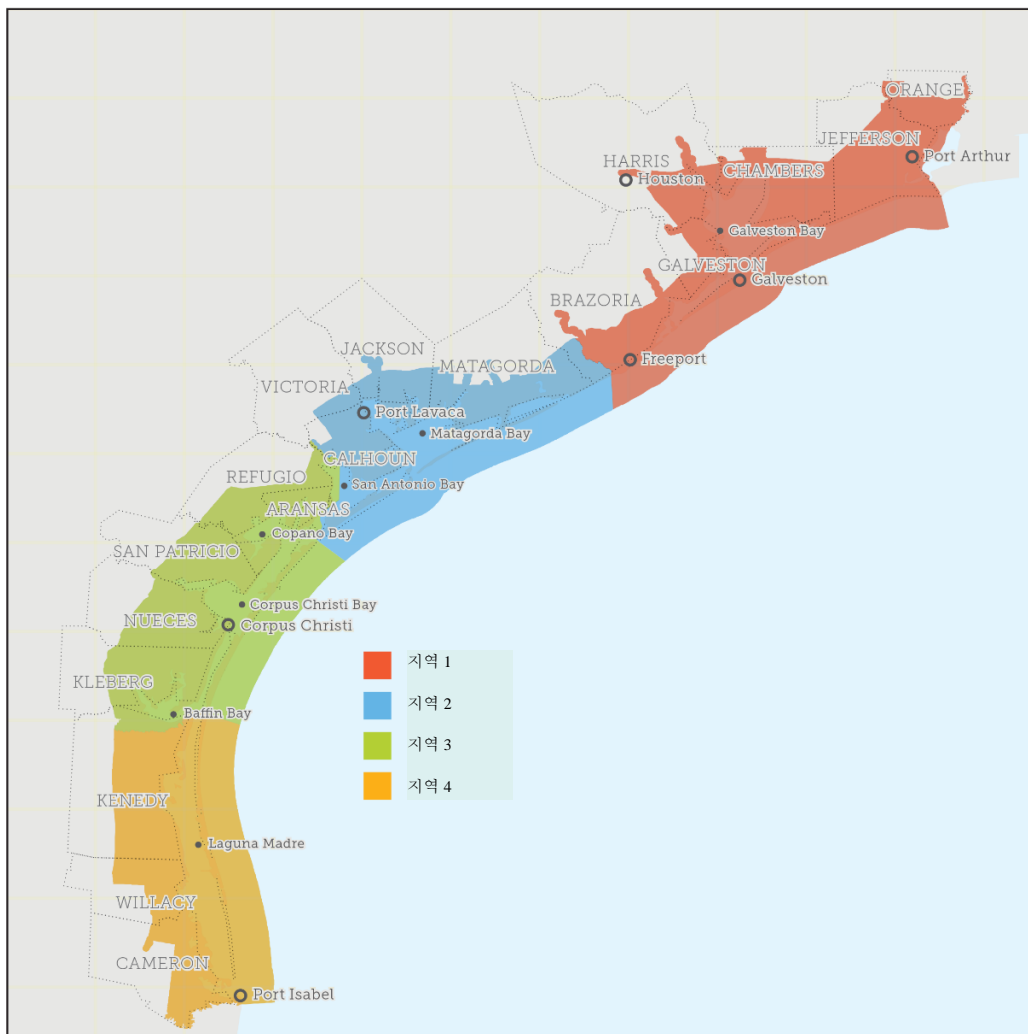 ORANGE
JEFFERSON
Port Arthur
HARRIS
Houston
CHAMBERS
Galveston Bay
GALVESTON
Galveston
BRAZORIA
Freeport
JACKSON
MATAGORDA
VICTORIA
Port Lavaca
Matagorda Bay
CALHOUN
REFUGIO
San Antonio Bay
ARANSAS
Copano Bay
SAN PATRICIO
Corpus Christi Bay
NUECES
Corpus Christi
지역 1
KLEBERG
지역 2
Baffin Bay
지역 3
지역 4
KENEDY
Laguna Madre
WILLACY
CAMERON
Port Isabel